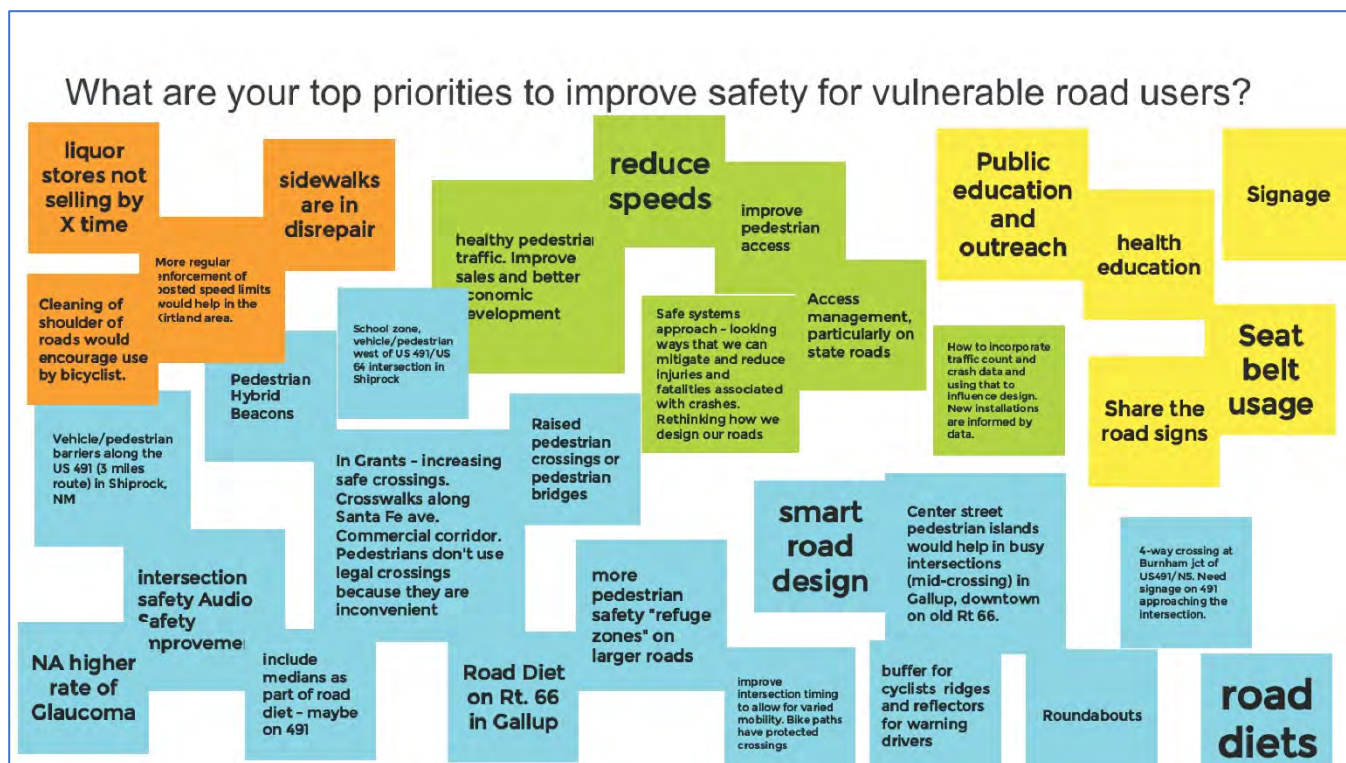 What are your top priorities to improve safety for vulnerable road users?
liquor
stores not
selling by
X time
sidewalks
are in
disrepair
More regular
enforcement of
posted speed limits
would help in the
Kirtland area.
Cleaning of
shoulder of
roads would
encourage use
by bicyclist.
reduce
speeds
healthy pedestrian
traffic. Improve
sales and better
economic
development
improve
pedestrian
access
Access
management,
particularly on
state roads
Safe systems
approach - looking
ways that we can
mitigate and reduce
injuries and
fatalities associated
with crashes.
Rethinking how we
design our roads
How to incorporate
traffic count and
crash data and
using that to
influence design.
New installations
are informed by
data.
Public
education
and
outreach
health
education
Signage
Seat
belt
usage
Share the
road signs
School zone,
vehicle/pedestrian
west of US 491/US
64 intersection in
Shiprock
Pedestrian
Hybrid
Beacons
Vehicle/pedestrian
barriers along the
US 491 (3 miles
route) in Shiprock,
NM
In Grants - increasing
safe crossings.
Crosswalks along
Santa Fe ave.
Commercial corridor.
Pedestrians don't use
legal crossings
because they are
inconvenient
Raised
pedestrian
crossings or
pedestrian
bridges
intersection
safety Audio
Safety
improvemen
NA higher
rate of
Glaucoma
include
medians as
part of road
diet - maybe
on 491
Road Diet
on Rt. 66
in Gallup
more
pedestrian
safety "refuge
zones" on
larger roads
smart
road
design
Center street
pedestrian islands
would help in busy
intersections
(mid-crossing) in
Gallup, downtown
on old Rt 66.
4-way crossing at
Burnham jct of
US491/N5. Need
signage on 491
approaching the
intersection.
improve
intersection timing
to allow for varied
mobility. Bike paths
have protected
crossings
buffer for
cyclists ridges
and reflectors
for warning
drivers
Roundabouts
road
diets